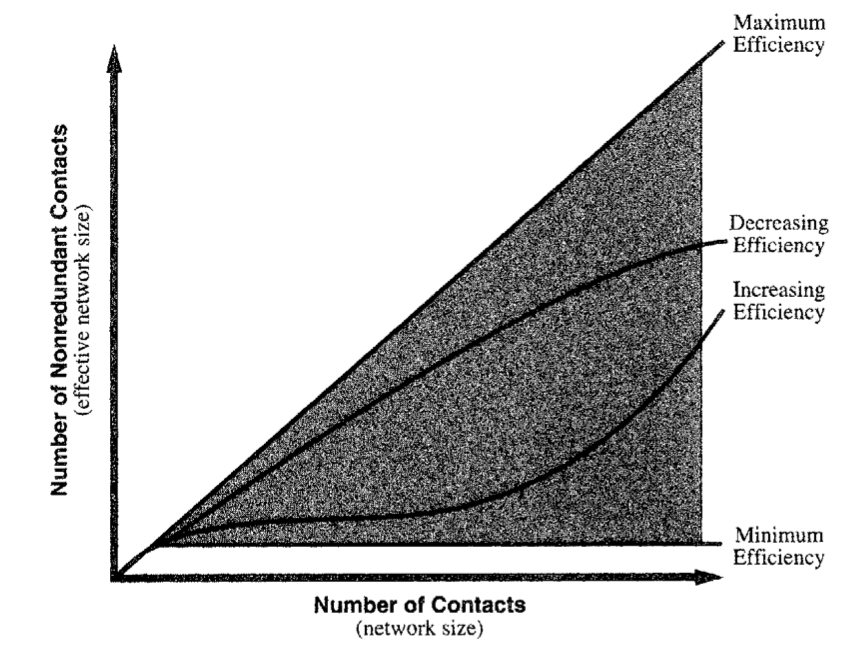 Maximum
Efficiency
Decreasing
Efficiency
Increasing
Efficiency
Minimum
Efficiency
Number of Nonredundant Contacts
(effective network size)
Number of Contacts
(network size)